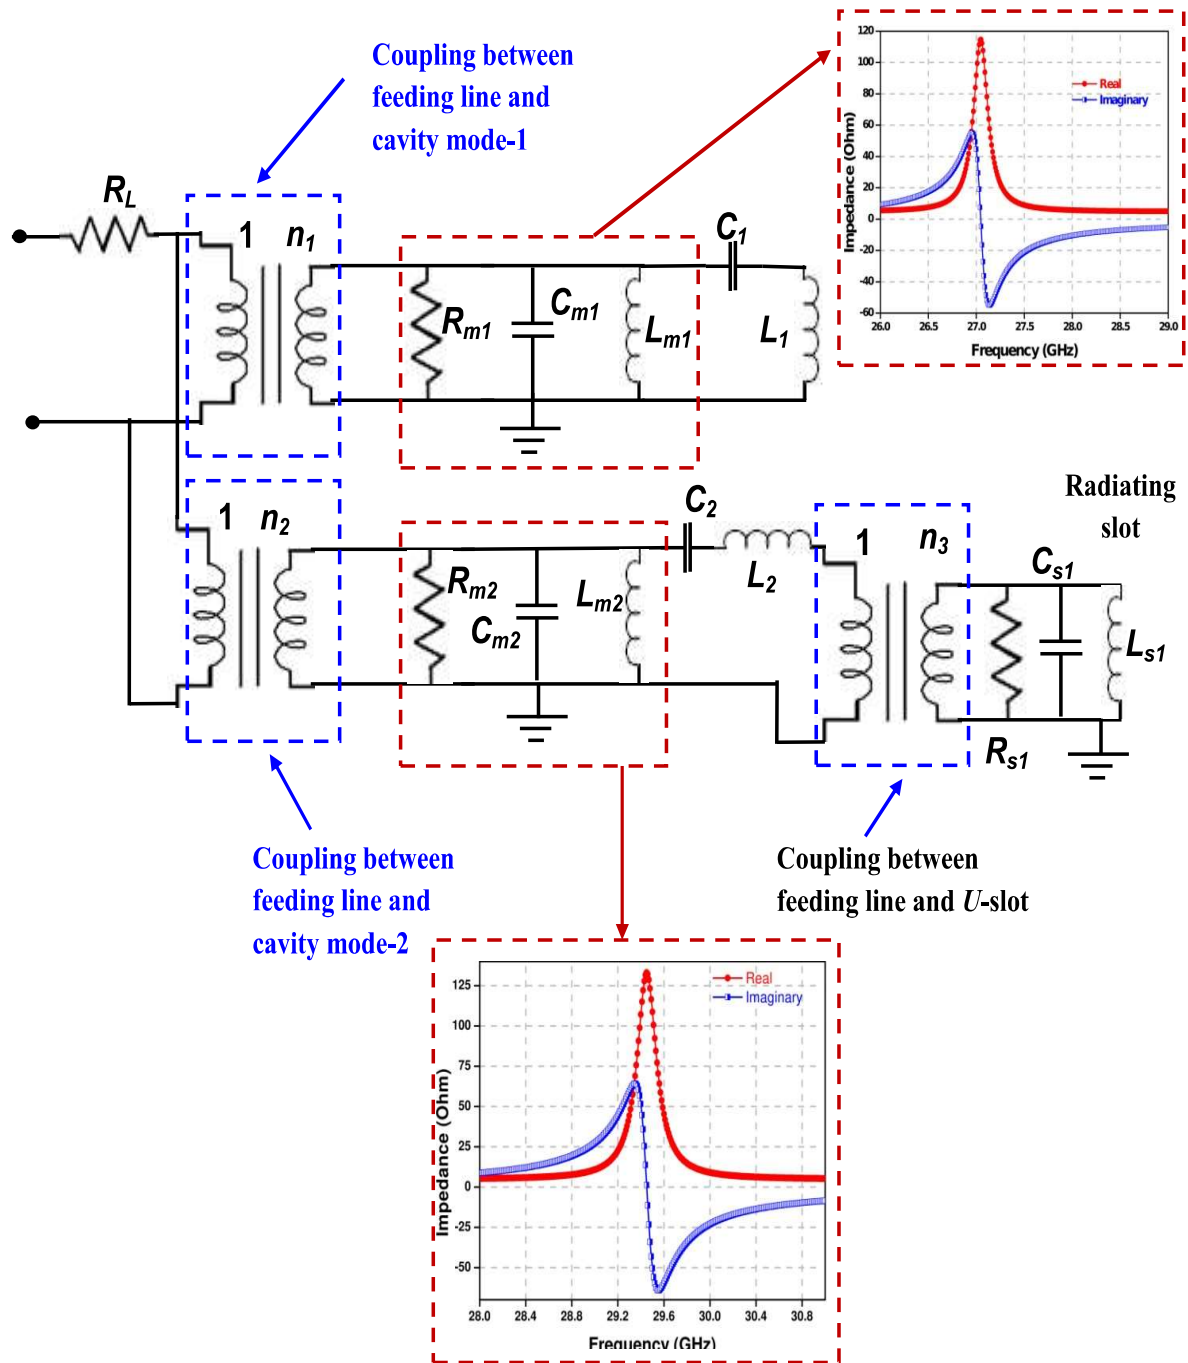 Coupling between
feeding line and
cavity mode-1
R_L
1 n_1
R_m1
C_m1
L_m1
C_1
L_1
120
100
80
60
40
20
0
-20
-40
-60
Impedance (Ohm)
Real
Imaginary
26.0 26.5 27.0 27.5 28.0 28.5 29.0
Frequency (GHz)
1 n_2
R_m2
C_m2
L_m2
C_2
L_2
1 n_3
Radiating
slot
C_s1
L_s1
R_s1
Coupling between
feeding line and
cavity mode-2
Coupling between
feeding line and U-slot
125
100
75
50
25
0
-25
-50
Impedance (Ohm)
Real
Imaginary
28.0 28.4 28.8 29.2 29.6 30.0 30.4 30.8
Frequency (GHz)